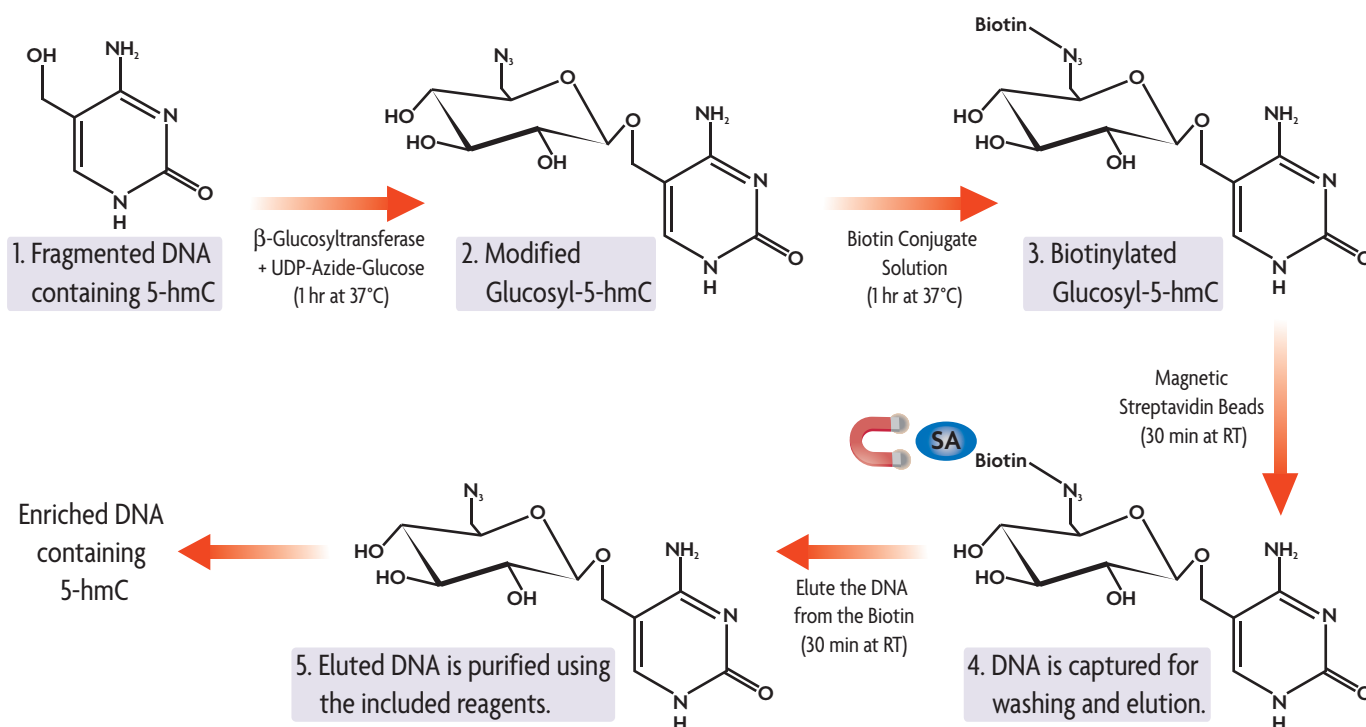 OH
NH2
N
N
H
O
1. Fragmented DNA
containing 5-hmC
β-Glucosyltransferase
+ UDP-Azide-Glucose
(1 hr at 37°C)
N3
O
HO
HO
OH
O
NH2
N
N
H
O
2. Modified
Glucosyl-5-hmC
Biotin Conjugate
Solution
(1 hr at 37°C)
Biotin
N3
O
HO
HO
OH
O
NH2
N
N
H
O
3. Biotinylated
Glucosyl-5-hmC
Magnetic
Streptavidin Beads
(30 min at RT)
SA
Biotin
N3
O
HO
HO
OH
O
NH2
N
N
H
O
4. DNA is captured for
washing and elution.
Elute the DNA
from the Biotin
(30 min at RT)
N3
O
HO
HO
OH
O
NH2
N
N
H
O
5. Eluted DNA is purified using
the included reagents.
Enriched DNA
containing
5-hmC